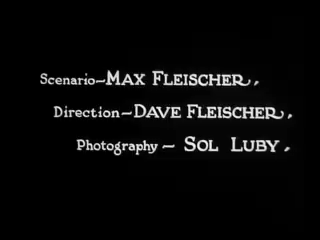 Scenario-MAX FLEISCHER,
Direction-DAVE FLEISCHER,
Photography - SOL LUBY,